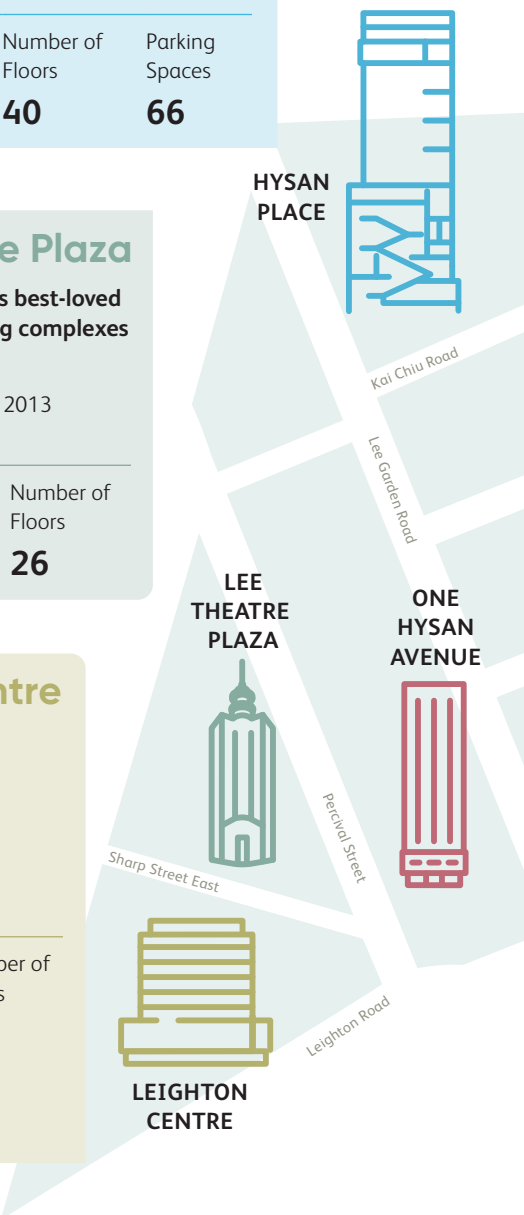 Number of
Floors
40
Parking
Spaces
66
HYSAN
PLACE
e Plaza
s best-loved
g complexes
2013
Number of
Floors
26
Kai Chiu Road
Lee Garden Road
LEE
THEATRE
PLAZA
ONE
HYSAN
AVENUE
ntre
Percival Street
Sharp Street East
ber of
s
Leighton Road
LEIGHTON
CENTRE